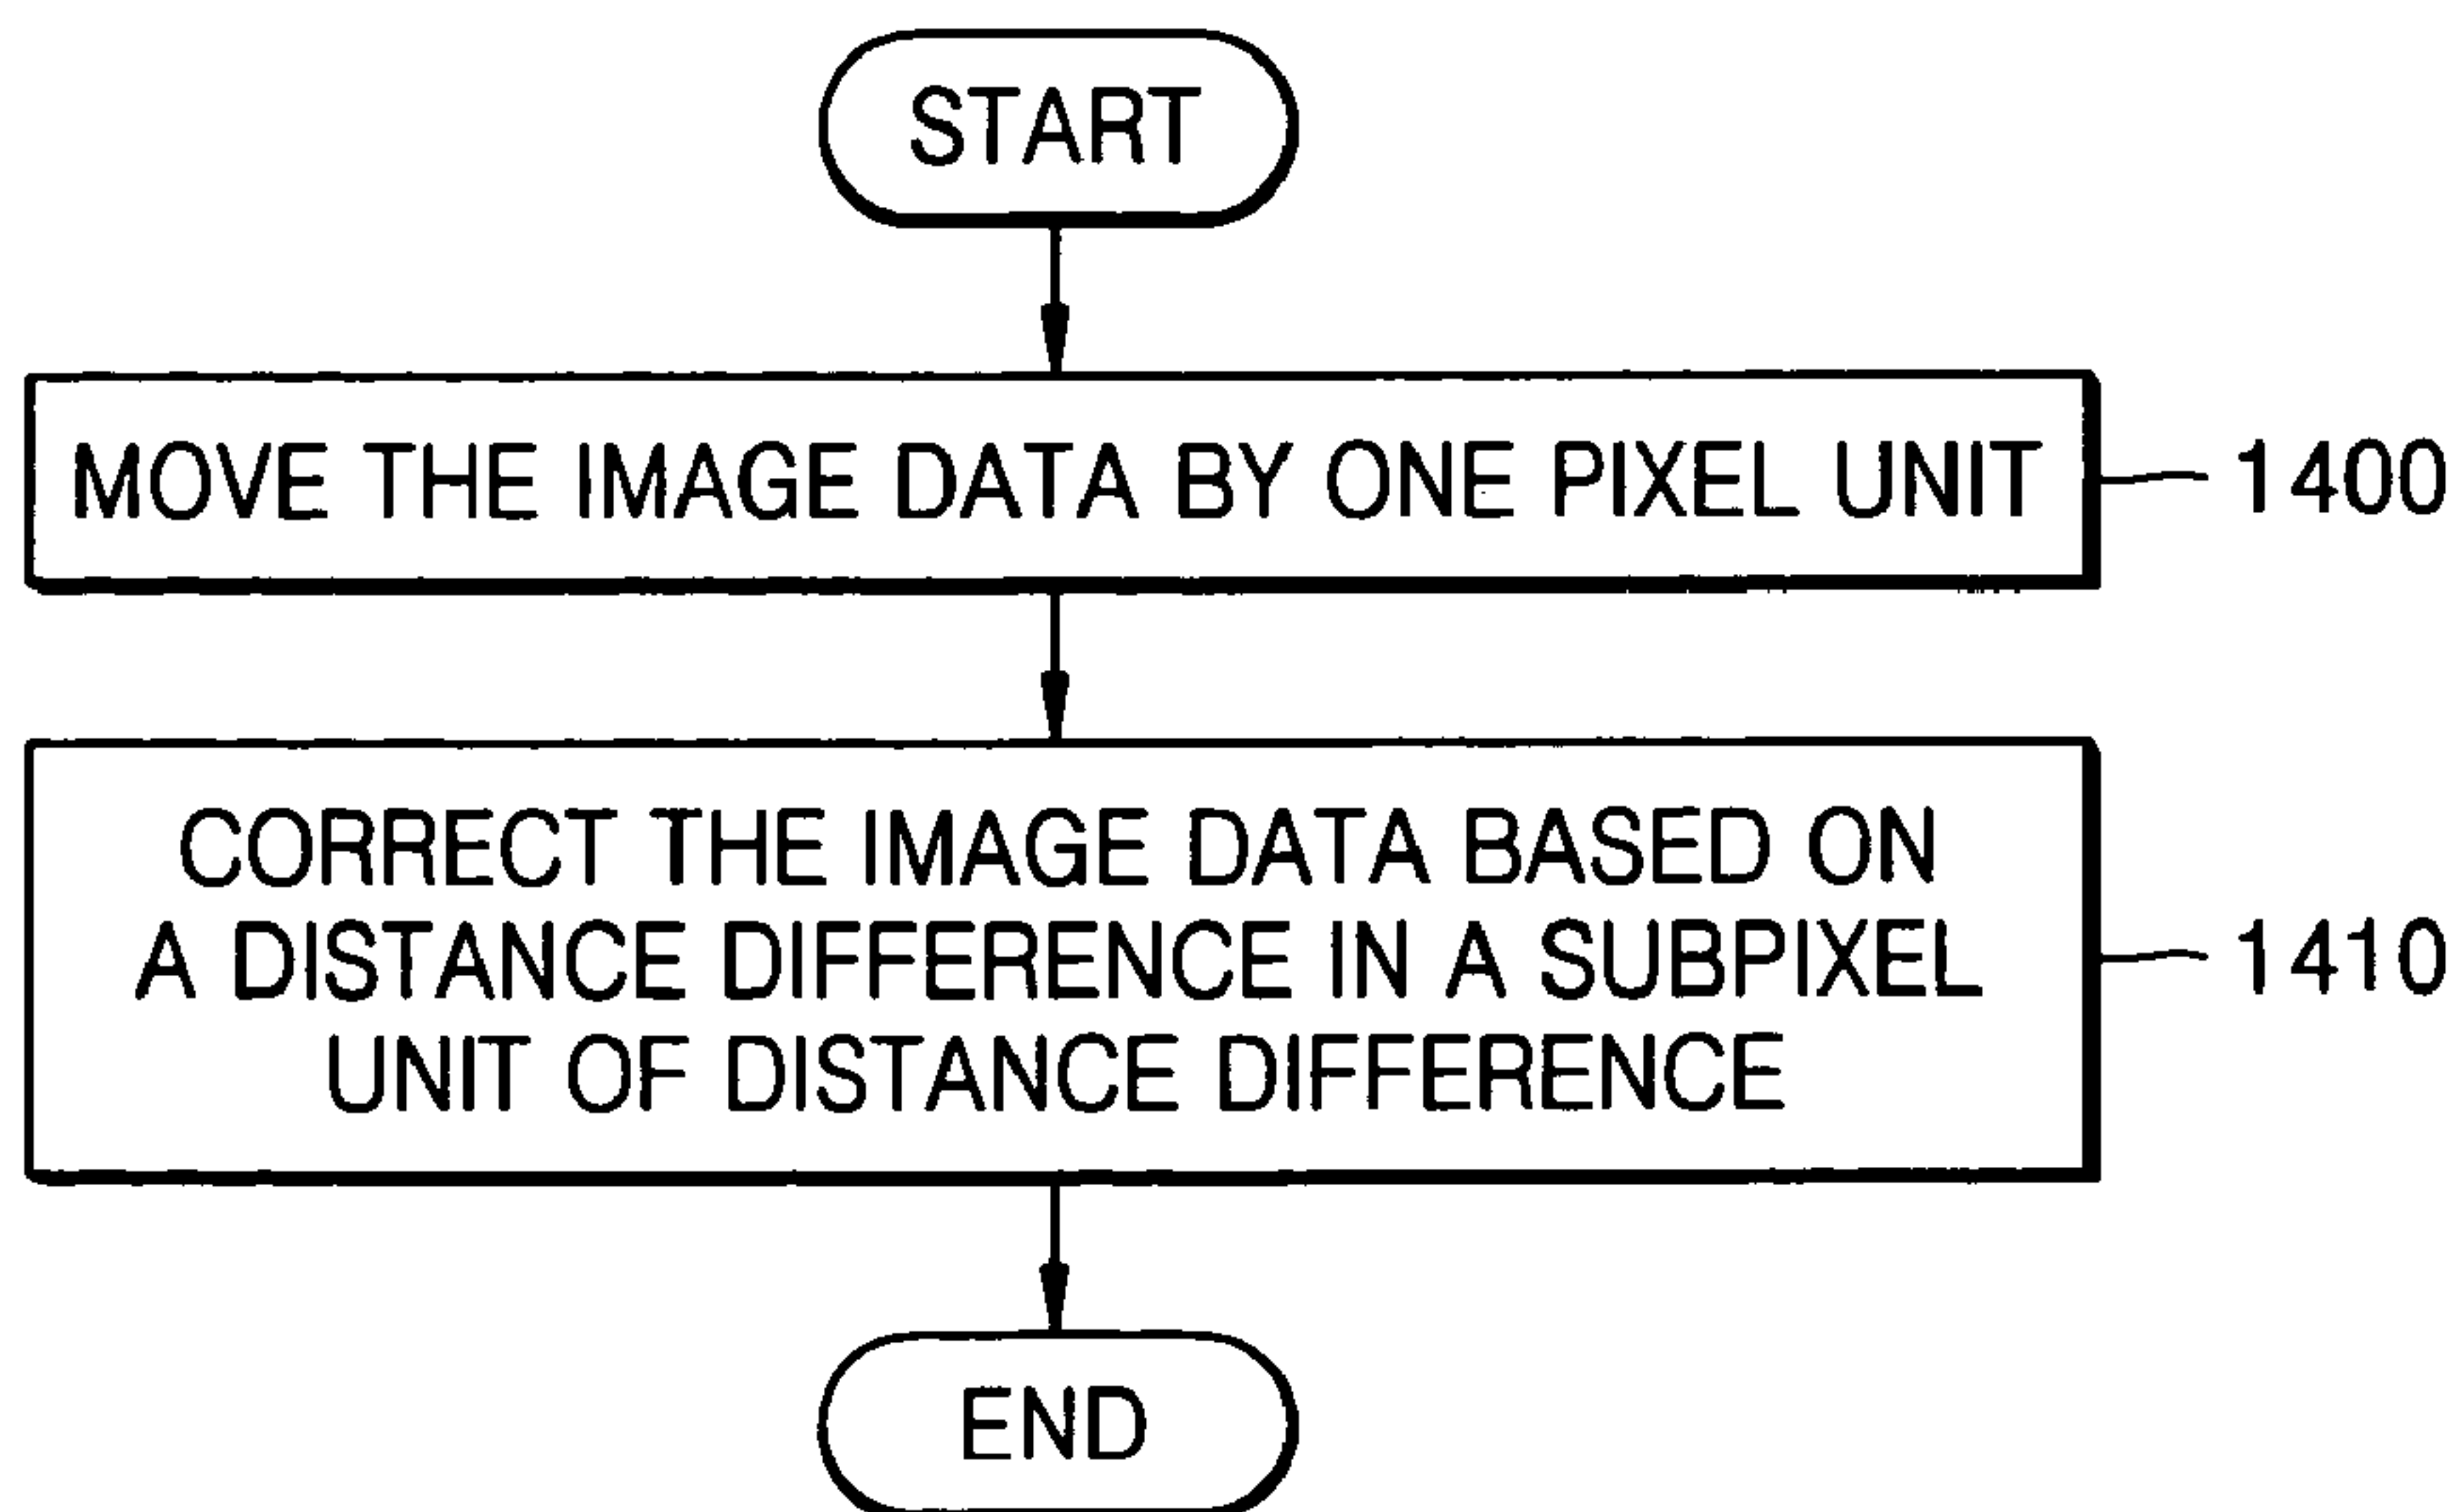 START
MOVE THE IMAGE DATA BY ONE PIXEL UNIT
1400
CORRECT THE IMAGE DATA BASED ON
A DISTANCE DIFFERENCE IN A SUBPIXEL
UNIT OF DISTANCE DIFFERENCE
1410
END